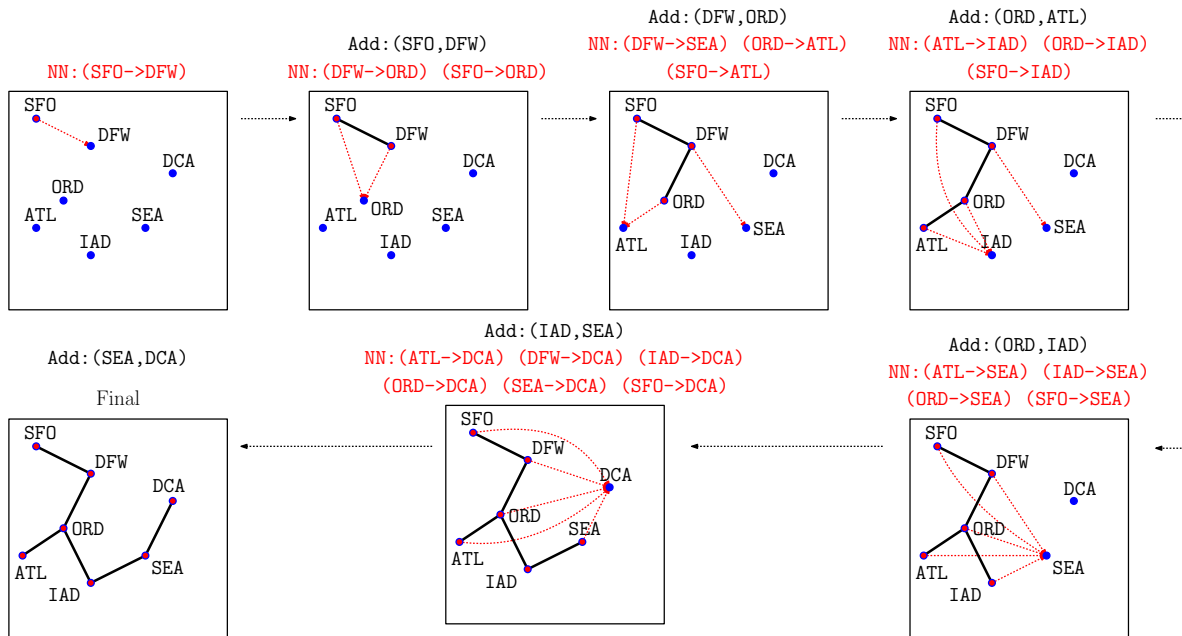 NN:(SFO->DFW)
SFO
DFW
DCA
ORD
ATL
SEA
IAD
Add:(SFO,DFW)
NN:(DFW->ORD) (SFO->ORD)
SFO
DFW
DCA
ATL
ORD
SEA
IAD
Add:(DFW,ORD)
NN:(DFW->SEA) (ORD->ATL)
(SFO->ATL)
SFO
DFW
DCA
ORD
ATL
IAD
SEA
Add:(ORD,ATL)
NN:(ATL->IAD) (ORD->IAD)
(SFO->IAD)
SFO
DFW
DCA
ORD
ATL
IAD
SEA
Add:(ORD,IAD)
NN:(ATL->SEA) (IAD->SEA)
(ORD->SEA) (SFO->SEA)
SFO
DFW
DCA
ORD
ATL
SEA
IAD
Add:(IAD,SEA)
NN:(ATL->DCA) (DFW->DCA) (IAD->DCA)
(ORD->DCA) (SEA->DCA) (SFO->DCA)
SFO
DFW
DCA
ORD
SEA
ATL
IAD
Add:(SEA,DCA)
Final
SFO
DFW
DCA
ORD
ATL
SEA
IAD